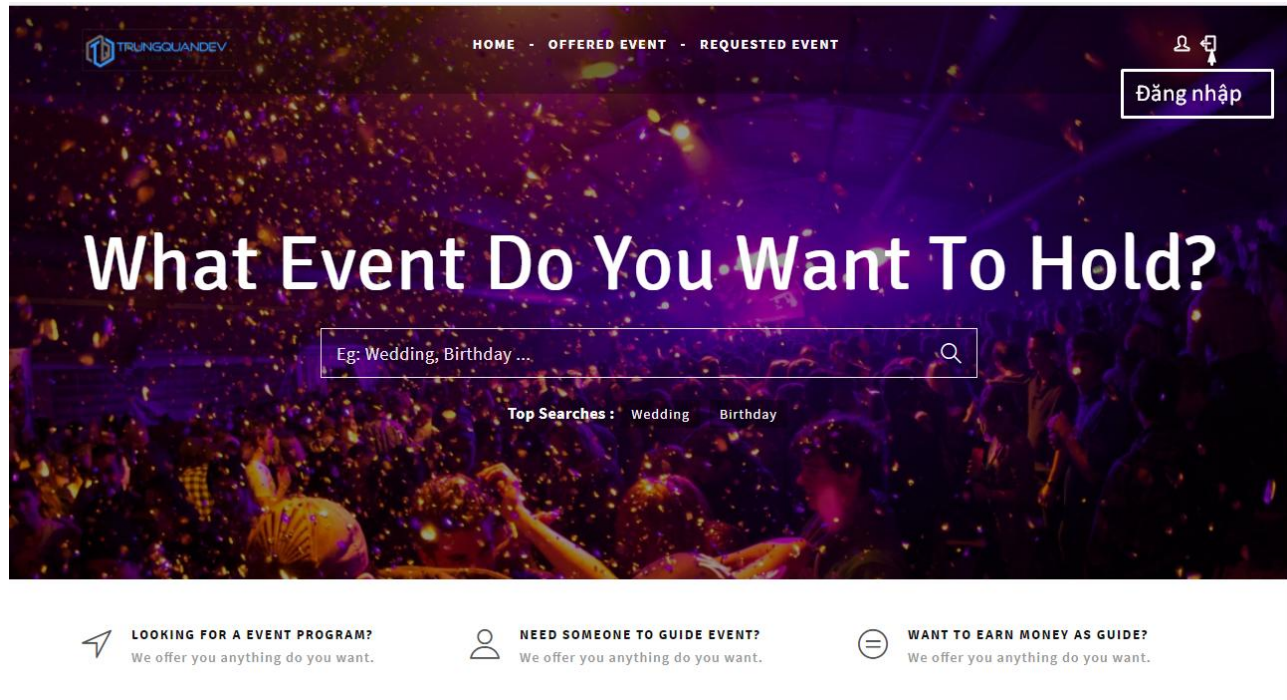 TRUNGQUANDEV
HOME - OFFERED EVENT - REQUESTED EVENT
Đăng nhập
What Event Do You Want To Hold?
Eg: Wedding, Birthday ...
Top Searches : Wedding Birthday
LOOKING FOR A EVENT PROGRAM?
We offer you anything do you want.
NEED SOMEONE TO GUIDE EVENT?
We offer you anything do you want.
WANT TO EARN MONEY AS GUIDE?
We offer you anything do you want.